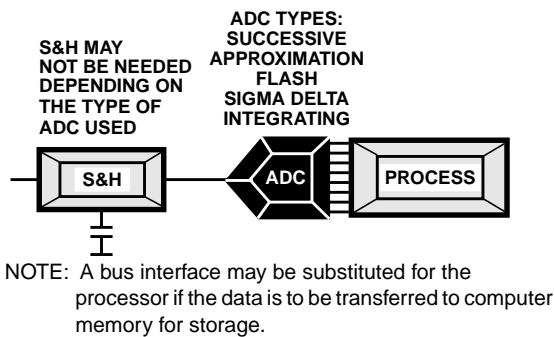 S&H MAY
NOT BE NEEDED
DEPENDING ON
THE TYPE OF
ADC USED
ADC TYPES:
SUCCESSIVE
APPROXIMATION
FLASH
SIGMA DELTA
INTEGRATING
S&H
ADC
PROCESS
NOTE: A bus interface may be substituted for the
processor if the data is to be transferred to computer
memory for storage.